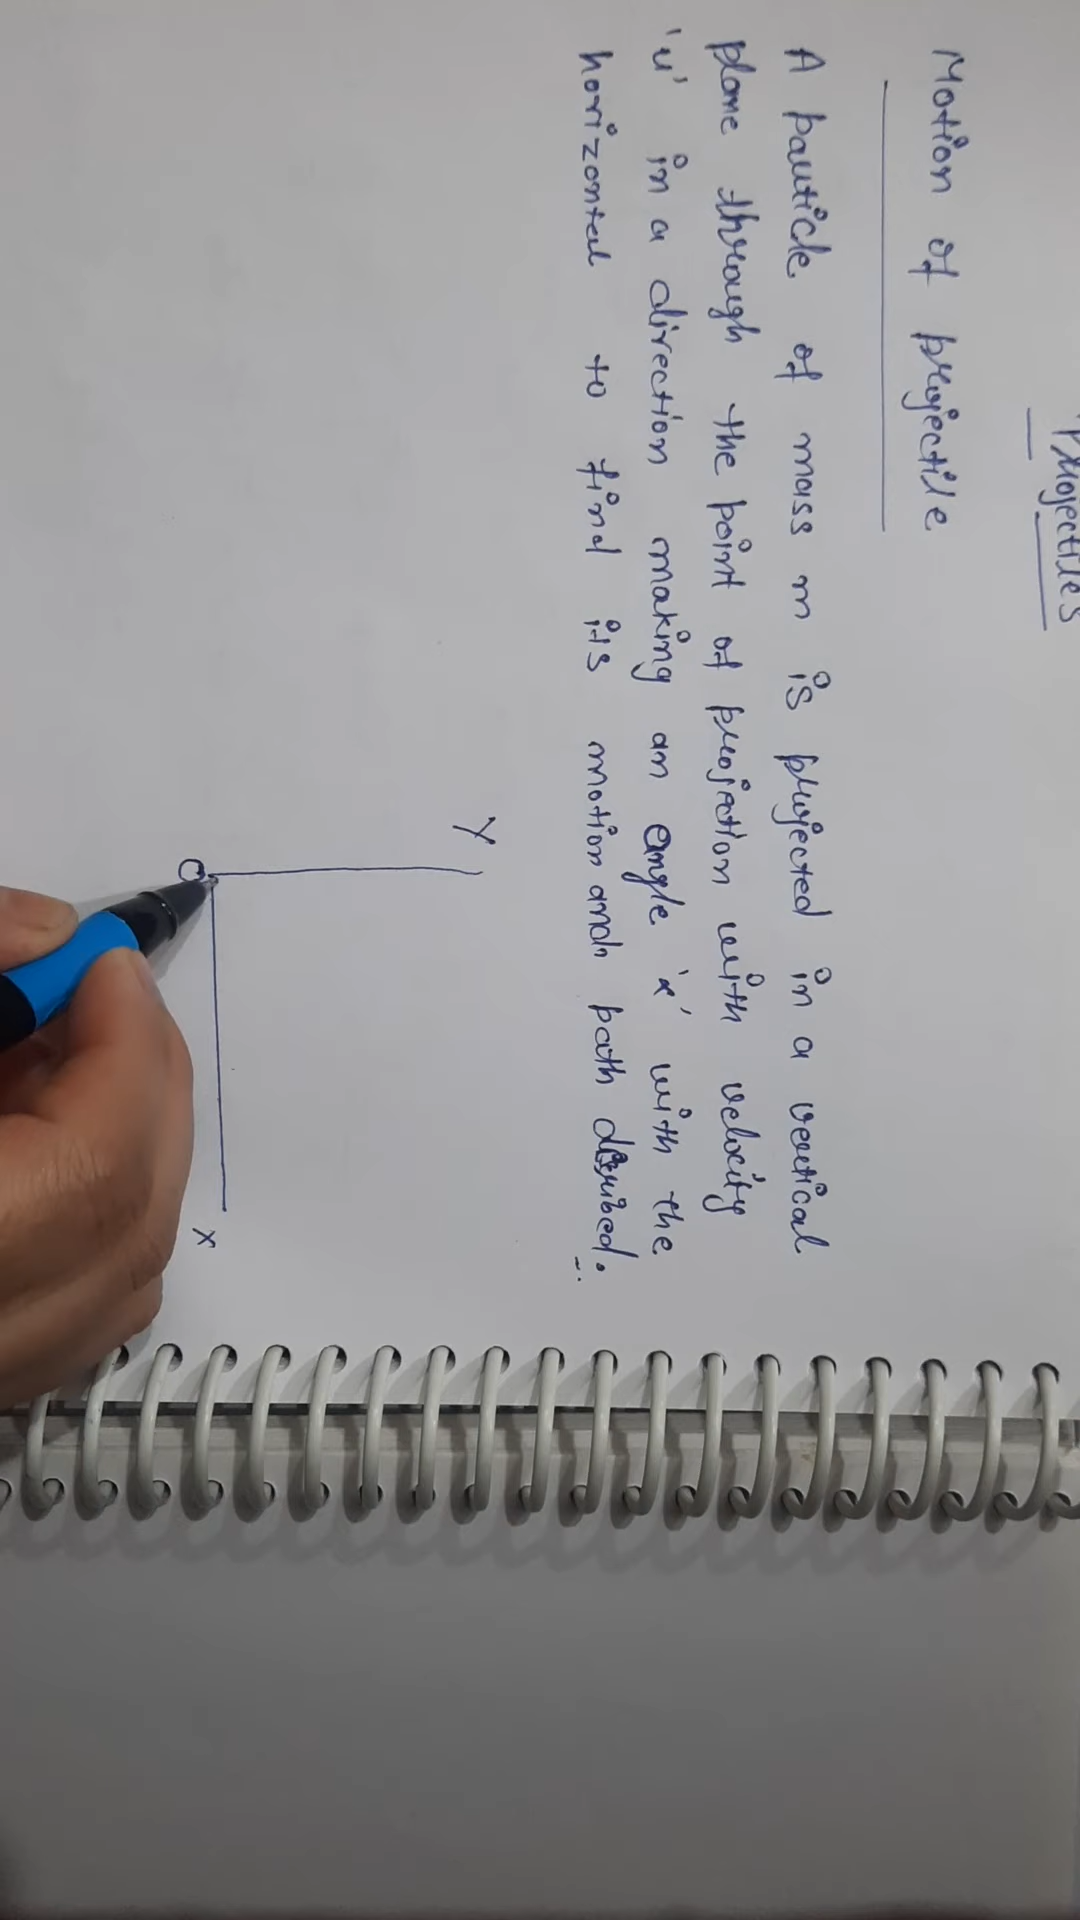 Projectiles
Motion of projectile
A particle of mass m is projected in a vertical
plane through the point of projection with velocity
'u' in a direction making an angle 'α' with the
horizontal to find its motion and path desribed.
Y
O
X